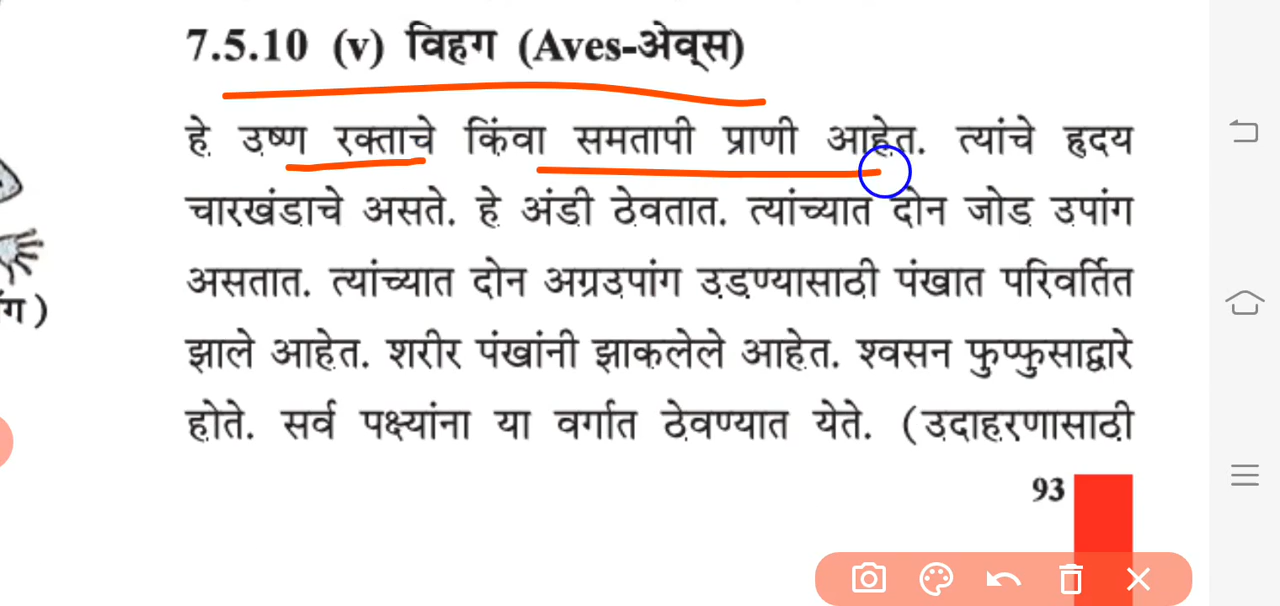 7.5.10 (v) विहग (Aves-ॲव्स)
हे उष्ण रक्ताचे किंवा समतापी प्राणी आहेत. त्यांचे हृदय
चारखंडाचे असते. हे अंडी ठेवतात. त्यांच्यात दोन जोड उपांग
असतात. त्यांच्यात दोन अग्रउपांग उडण्यासाठी पंखात परिवर्तित
झाले आहेत. शरीर पंखांनी झाकलेले आहेत. श्वसन फुप्फुसाद्वारे
ंग )
होते. सर्व पक्ष्यांना या वर्गात ठेवण्यात येते. (उदाहरणासाठी
93